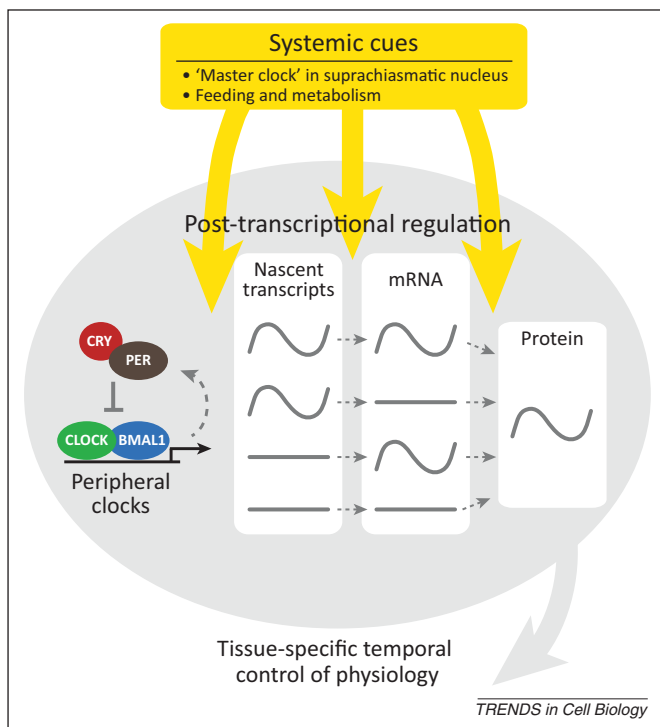 Systemic cues
• ‘Master clock’ in suprachiasmatic nucleus
• Feeding and metabolism
Post-transcriptional regulation
Nascent
transcripts
mRNA
Protein
CRY
PER
CLOCK
BMAL1
Peripheral
clocks
Tissue-specific temporal
control of physiology
TRENDS in Cell Biology